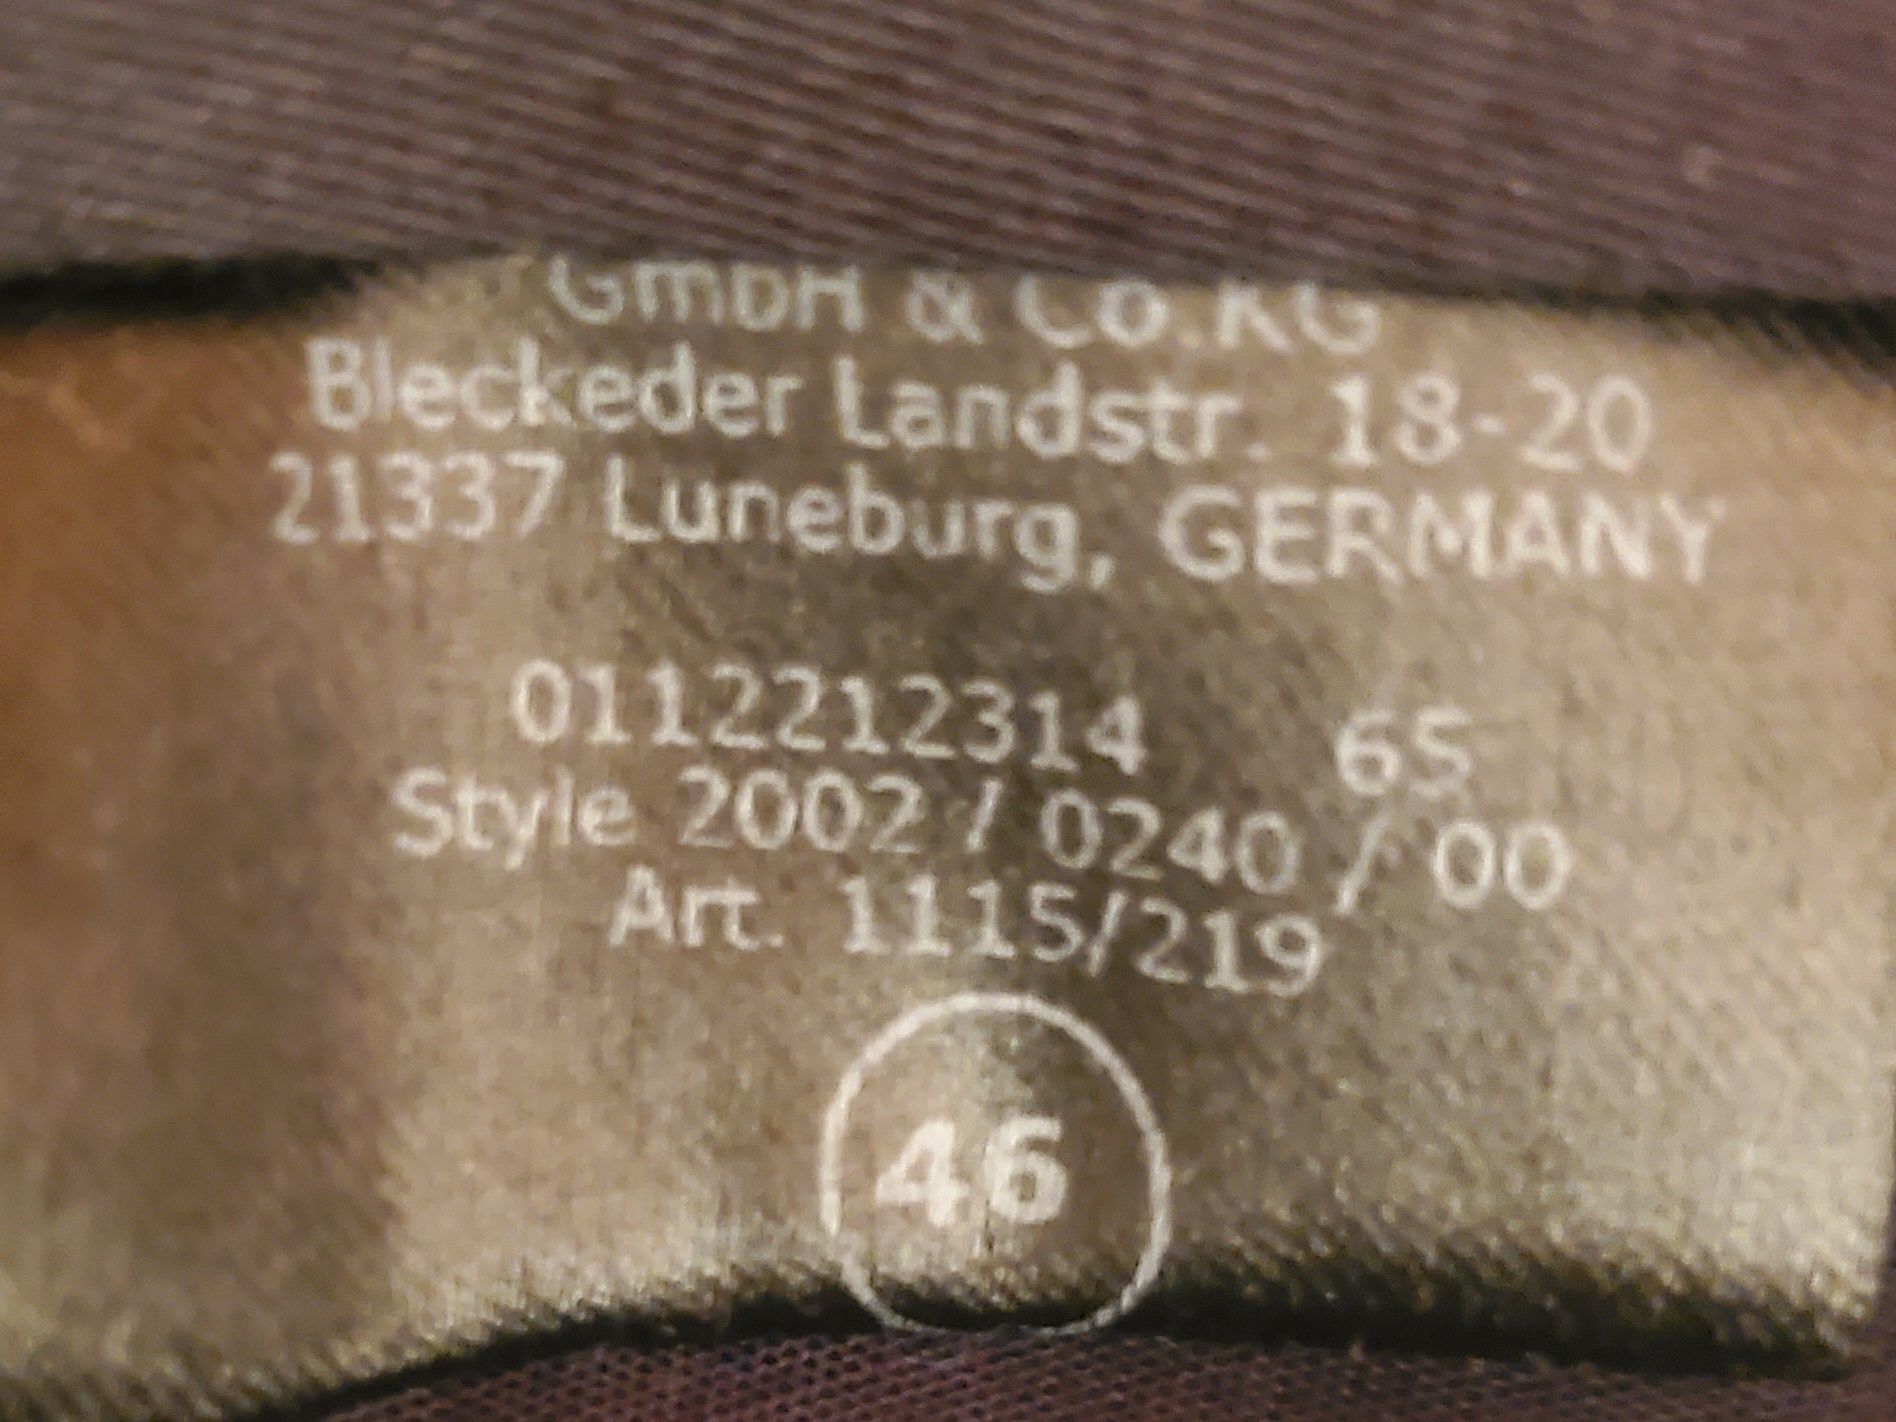 GmbH & Co.KG
Bleckeder Landstr. 18-20
21337 Luneburg, GERMANY
0112212314 65
Style 2002 / 0240 / 00
Art. 1115/219
46